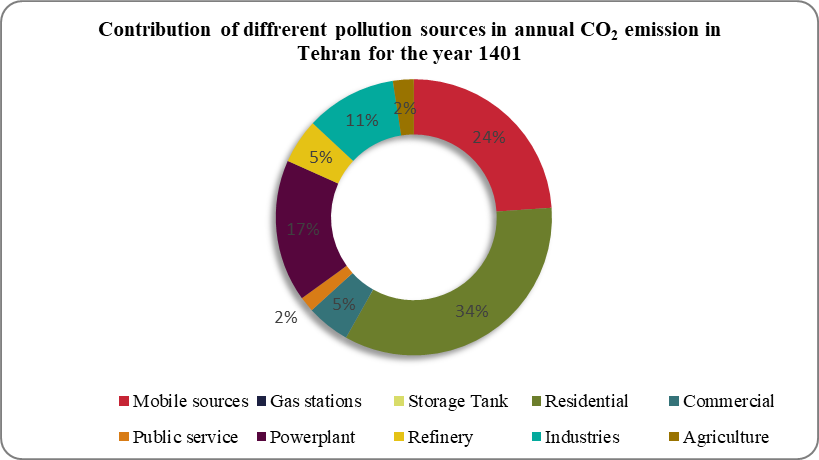 Contribution of diffrerent pollution sources in annual CO₂ emission in
Tehran for the year 1401
2%
11%
24%
5%
17%
34%
5%
2%
Mobile sources Gas stations Storage Tank Residential Commercial
Public service Powerplant Refinery Industries Agriculture